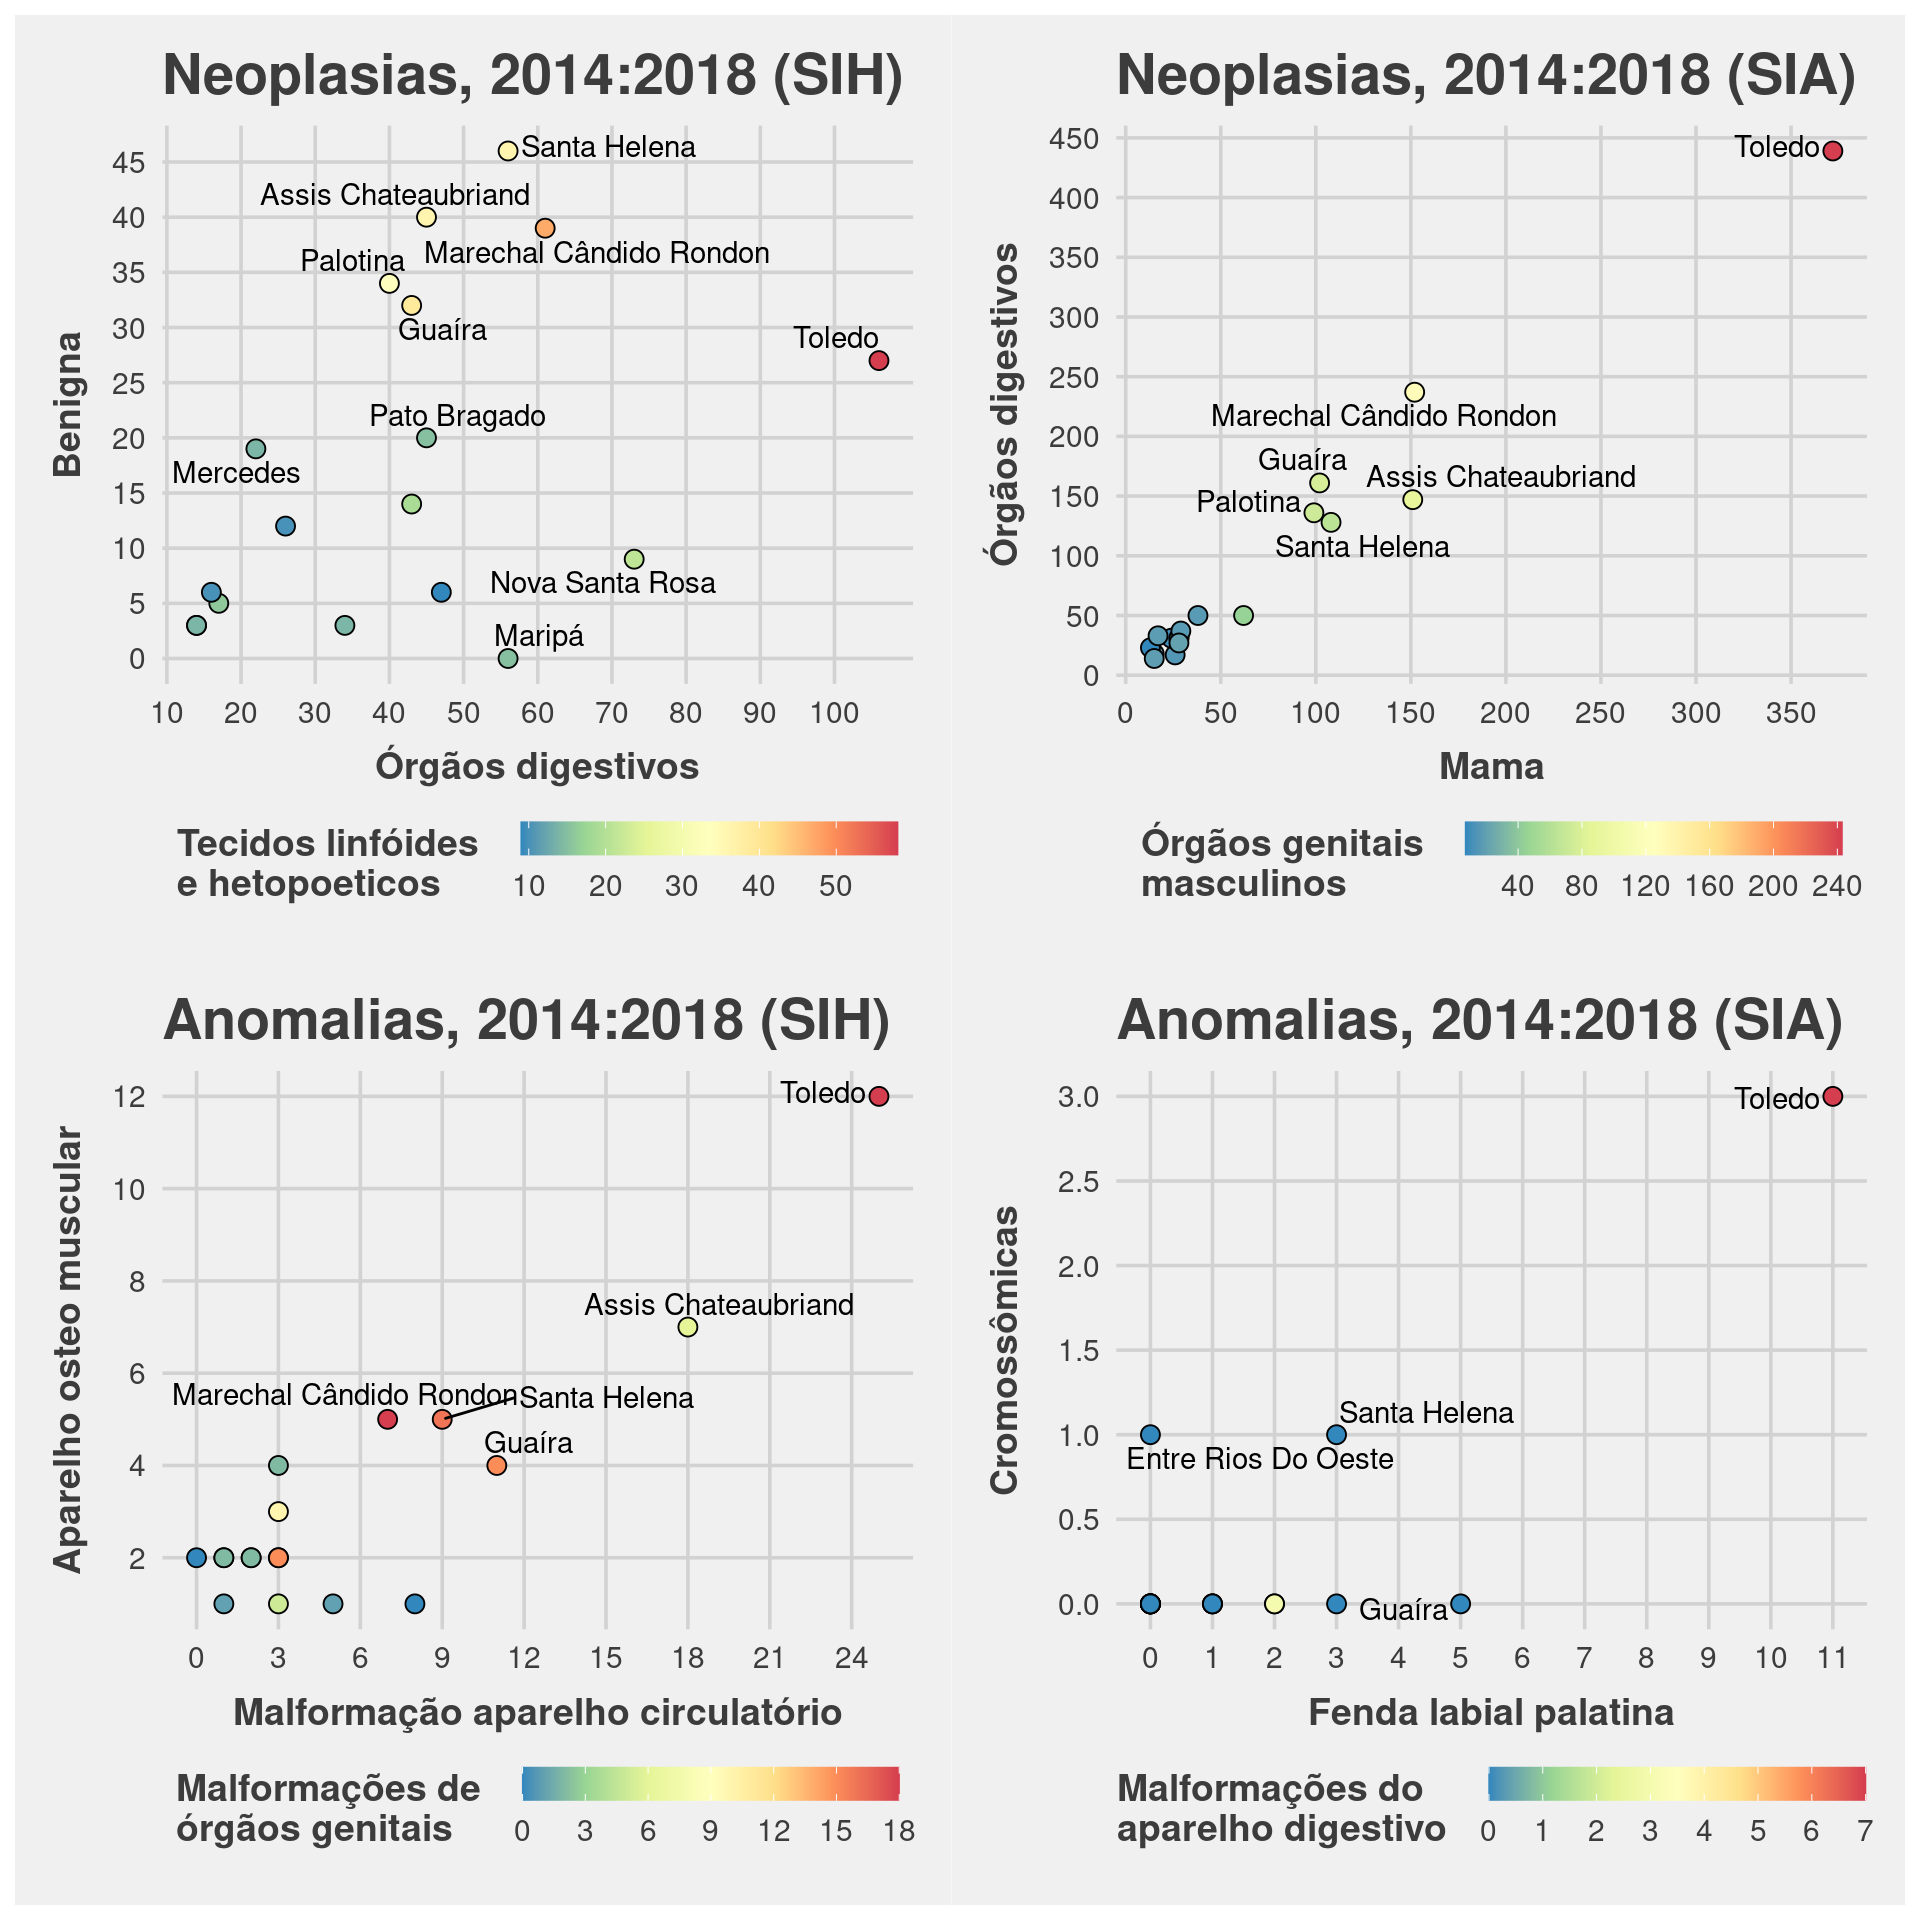 Neoplasias, 2014:2018 (SIH)
Santa Helena
Assis Chateaubriand
Marechal Cândido Rondon
Palotina
Guaíra
Toledo
Pato Bragado
Mercedes
Nova Santa Rosa
Maripá
Benigna
45
40
35
30
25
20
15
10
5
0
10 20 30 40 50 60 70 80 90 100
Órgãos digestivos
Tecidos linfóides
e hetopoeticos
10 20 30 40 50
Neoplasias, 2014:2018 (SIA)
Toledo
Marechal Cândido Rondon
Guaíra
Assis Chateaubriand
Palotina
Santa Helena
Órgãos digestivos
450
400
350
300
250
200
150
100
50
0
0 50 100 150 200 250 300 350
Mama
Órgãos genitais
masculinos
40 80 120 160 200 240
Anomalias, 2014:2018 (SIH)
Toledo
Assis Chateaubriand
Marechal Cândido Rondon
Santa Helena
Guaíra
Aparelho osteo muscular
12
10
8
6
4
2
0 3 6 9 12 15 18 21 24
Malformação aparelho circulatório
Malformações de
órgãos genitais
0 3 6 9 12 15 18
Anomalias, 2014:2018 (SIA)
Toledo
Santa Helena
Entre Rios Do Oeste
Guaíra
Cromossômicas
3.0
2.5
2.0
1.5
1.0
0.5
0.0
0 1 2 3 4 5 6 7 8 9 10 11
Fenda labial palatina
Malformações do
aparelho digestivo
0 1 2 3 4 5 6 7